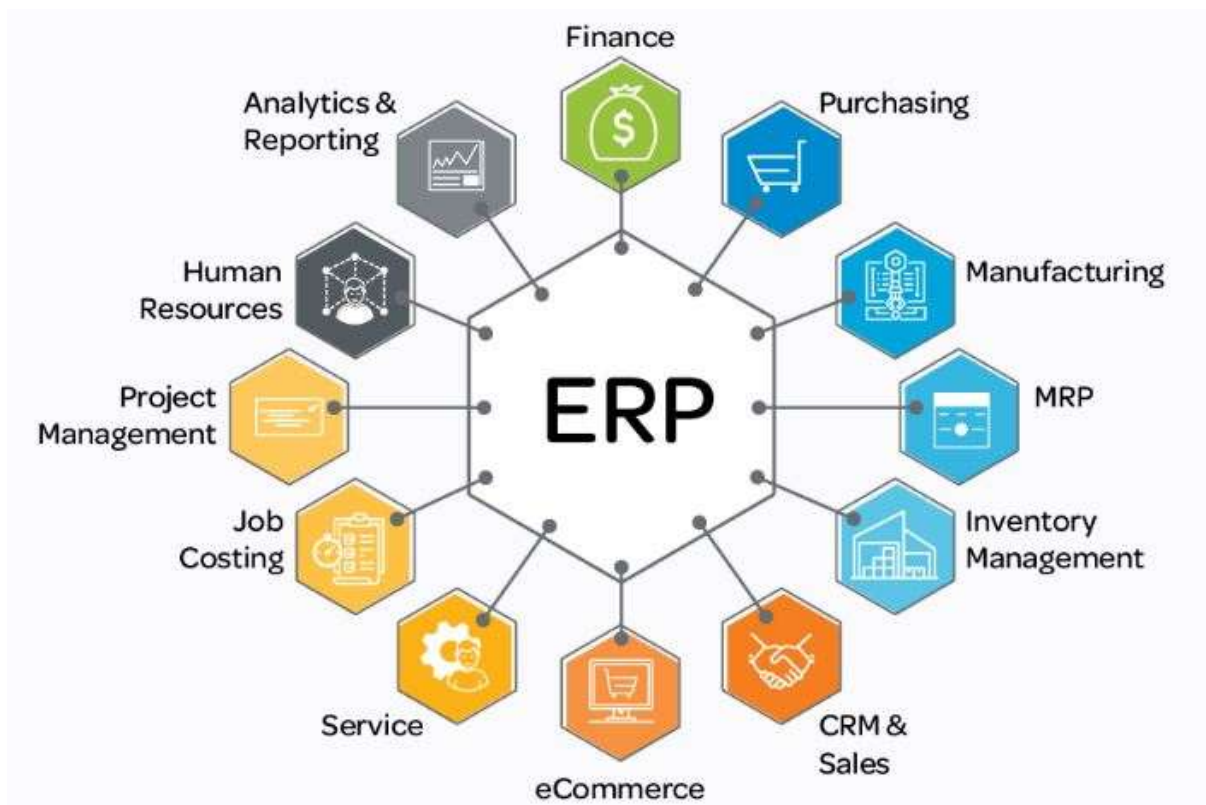 Finance
Purchasing
Manufacturing
MRP
Inventory
Management
CRM &
Sales
eCommerce
Service
Job
Costing
Project
Management
Human
Resources
Analytics &
Reporting
ERP
$